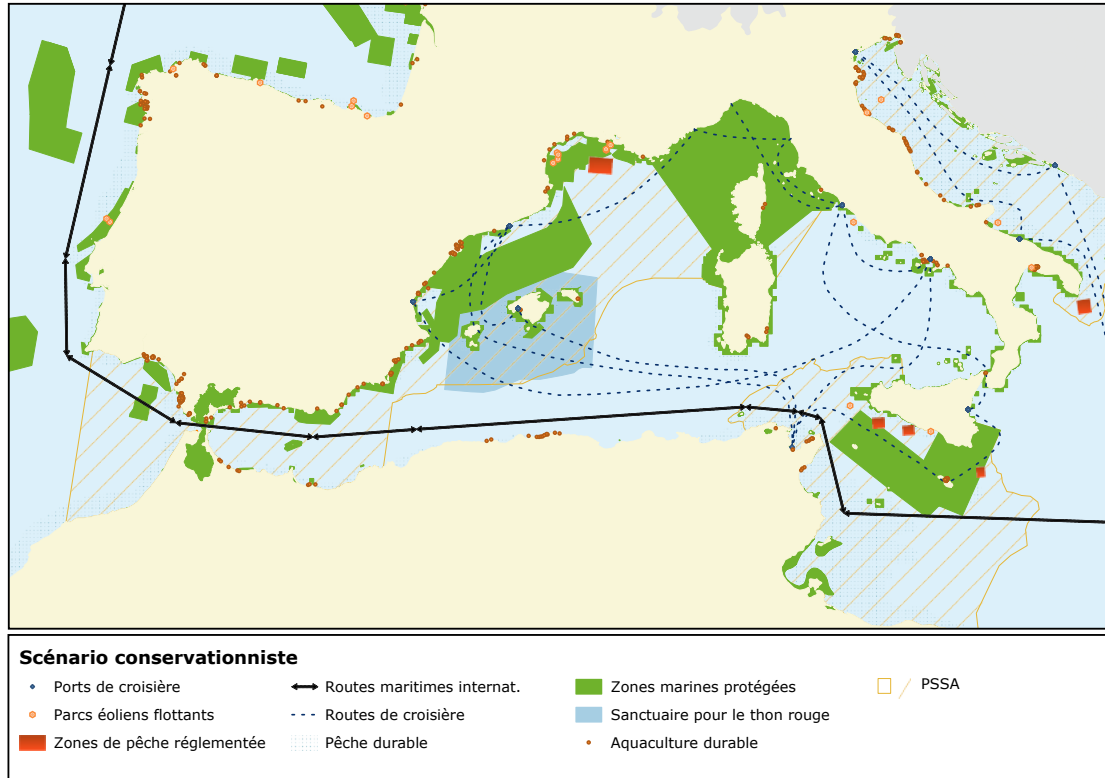 Scénario conservationniste
Ports de croisière
Routes maritimes internat.
Zones marines protégées
PSSA
Parcs éoliens flottants
Routes de croisière
Sanctuaire pour le thon rouge
Zones de pêche réglementée
Pêche durable
Aquaculture durable